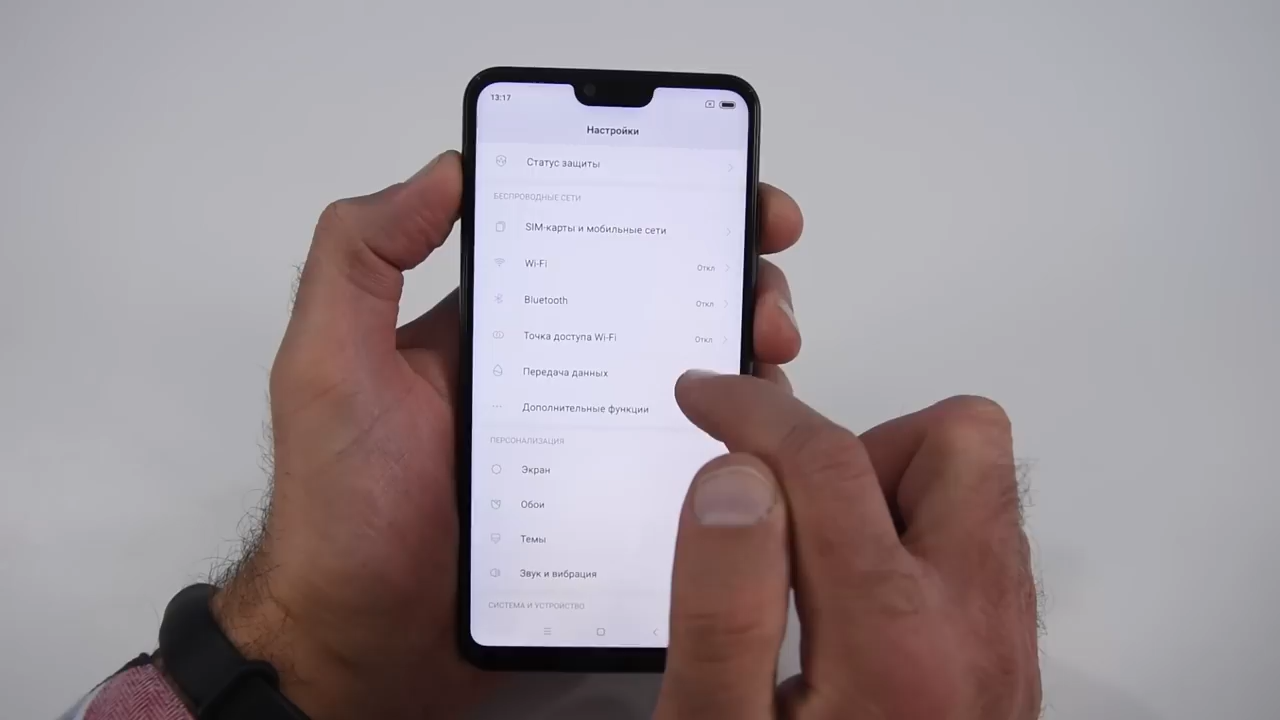 13:17
Настройки
Статус защиты
БЕСПРОВОДНЫЕ СЕТИ
SIM-карты и мобильные сети
Wi-Fi Откл
Bluetooth Откл
Точка доступа Wi-Fi Откл
Передача данных
Дополнительные функции
ПЕРСОНАЛИЗАЦИЯ
Экран
Обои
Темы
Звук и вибрация
СИСТЕМА И УСТРОЙСТВО